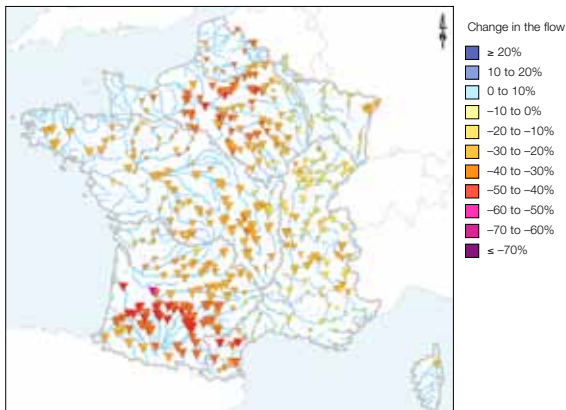 Change in the flow
≥ 20%
10 to 20%
0 to 10%
–10 to 0%
–20 to –10%
–30 to –20%
–40 to –30%
–50 to –40%
–60 to –50%
–70 to –60%
≤ –70%